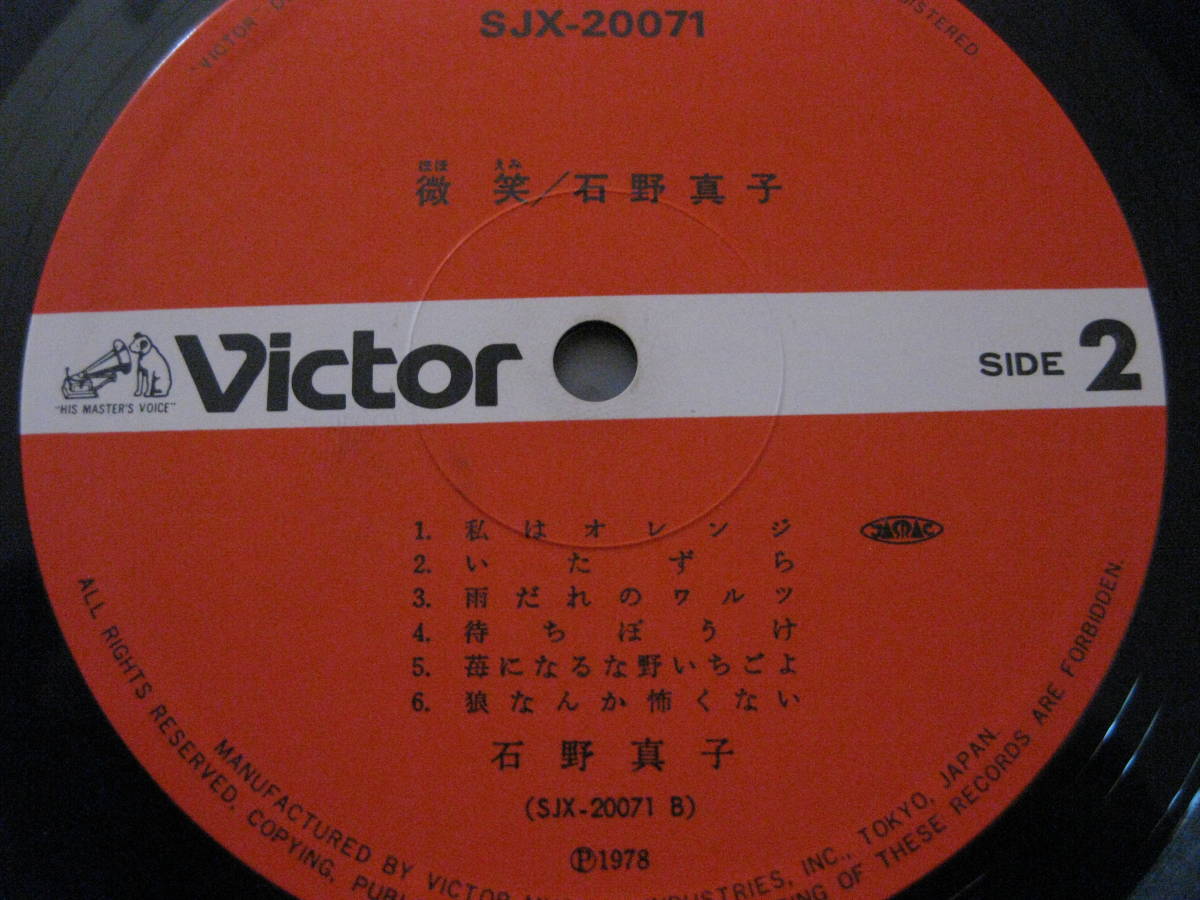 SJX-20071
"VICTOR"
REGISTERED
ほほ えみ
微笑/石野真子
"HIS MASTER'S VOICE"
Victor
SIDE 2
1. 私はオレンジ
JASRAC
2. いたずら
3. 雨だれのワルツ
4. 待ちぼうけ
5. 苺になるな野いちごよ
6. 狼なんか怖くない
石野真子
(SJX-20071 B)
Ⓟ1978
MANUFACTURED BY VICTOR INDUSTRIES, INC., TOKYO, JAPAN.
ALL RIGHTS RESERVED. COPYING, OF THESE RECORDS ARE FORBIDDEN.